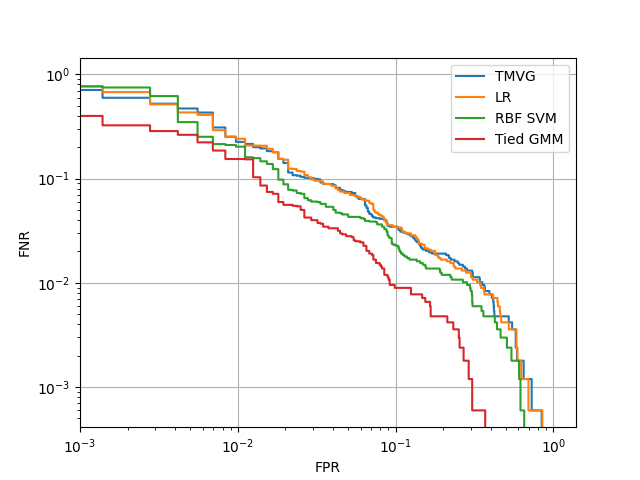 10⁰
10⁻¹
10⁻²
10⁻³
FNR
TMVG
LR
RBF SVM
Tied GMM
10⁻³
10⁻²
10⁻¹
10⁰
FPR